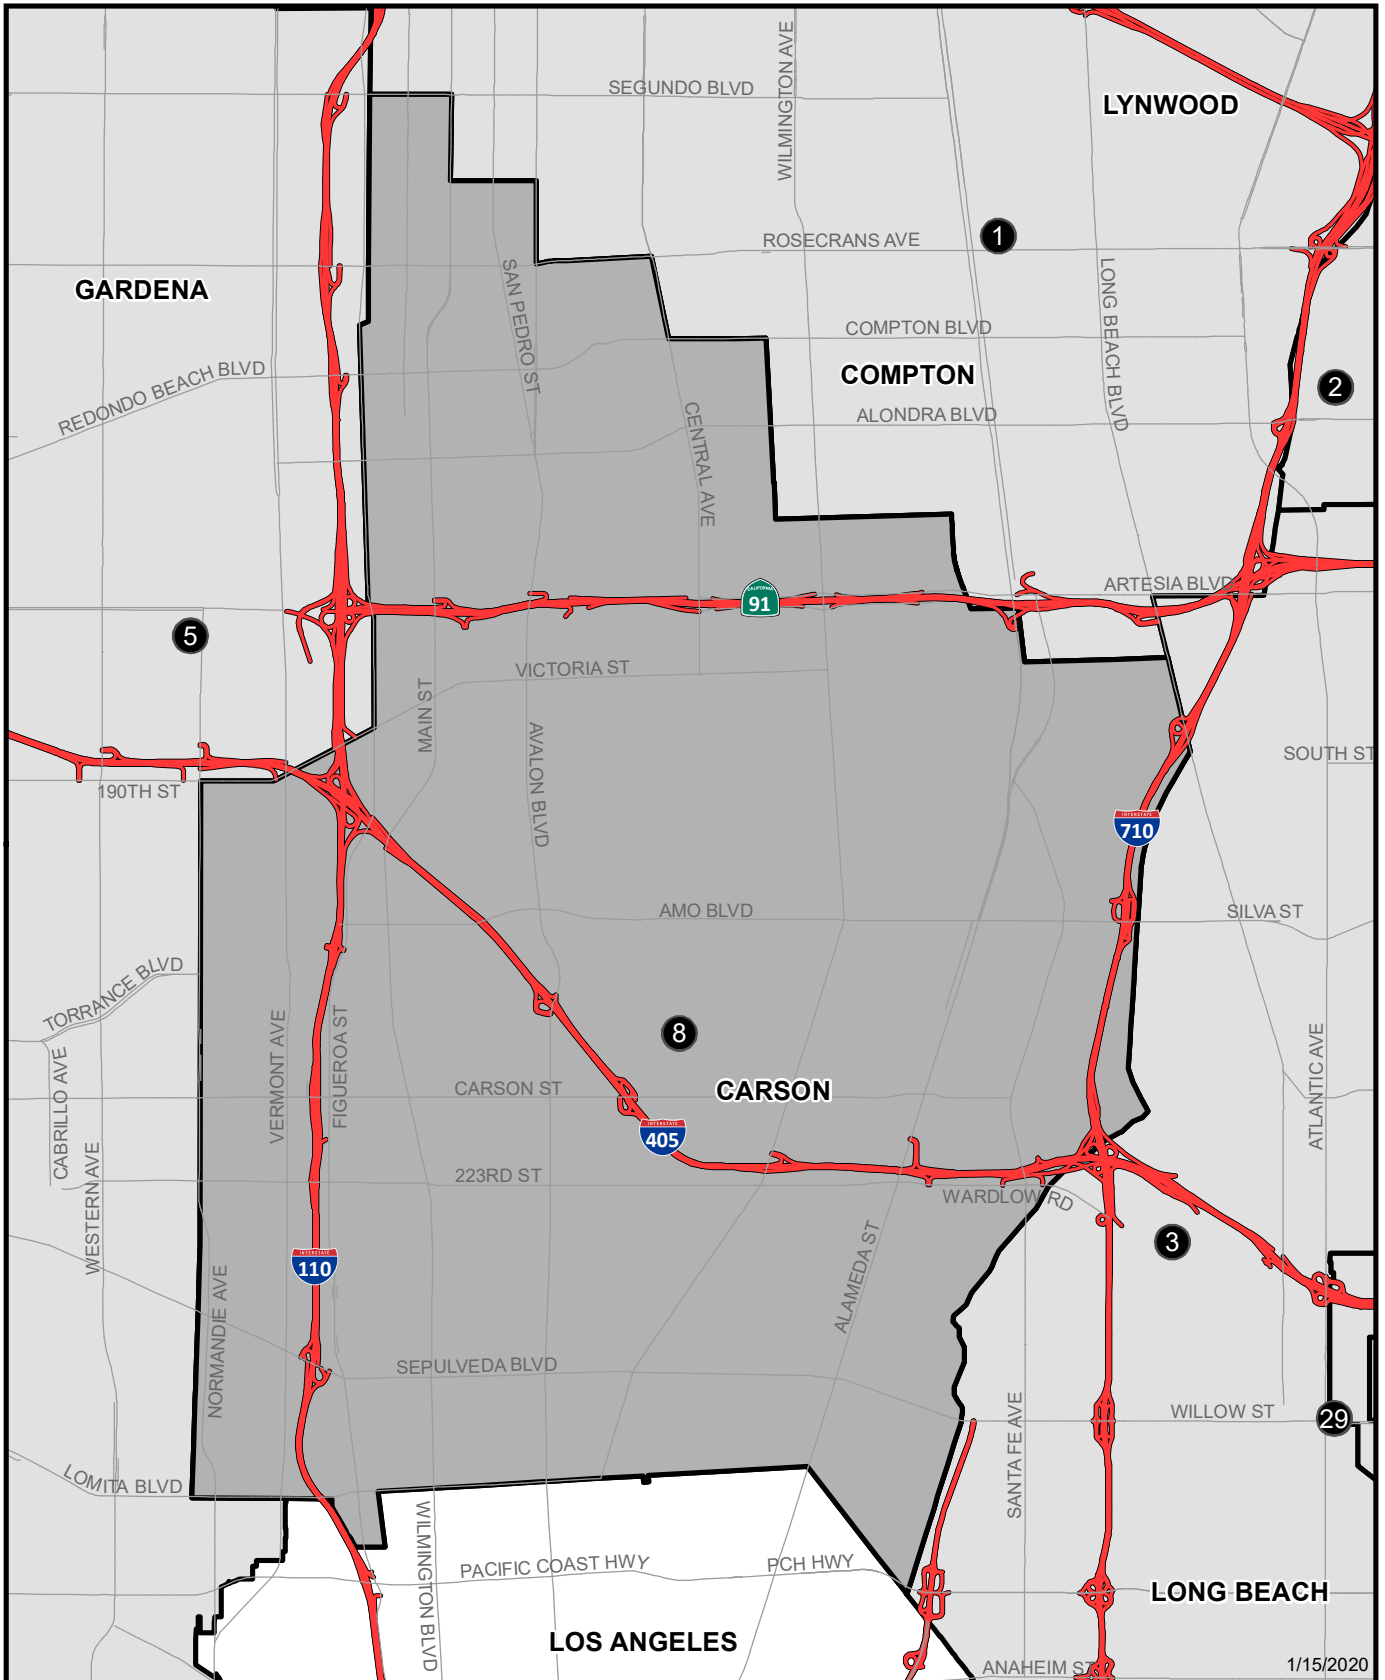 SEGUNDO BLVD
WILMINGTON AVE
LYNWOOD
ROSECRANS AVE
1
GARDENA
SAN PEDRO ST
LONG BEACH BLVD
COMPTON BLVD
REDONDO BEACH BLVD
COMPTON
2
ALONDRA BLVD
CENTRAL AVE
CALIFORNIA
91
ARTESIA BLVD
5
VICTORIA ST
MAIN ST
AVALON BLVD
SOUTH ST
190TH ST
INTERSTATE
710
AMO BLVD
SILVA ST
TORRANCE BLVD
8
VERMONT AVE
FIGUEROA ST
CABRILLO AVE
CARSON ST
CARSON
ATLANTIC AVE
INTERSTATE
405
WESTERN AVE
223RD ST
WARDLOW RD
3
INTERSTATE
110
ALAMEDA ST
NORMANDIE AVE
SEPULVEDA BLVD
SANTA FE AVE
WILLOW ST
29
LOMITA BLVD
WILMINGTON BLVD
PACIFIC COAST HWY
PCH HWY
LONG BEACH
LOS ANGELES
ANAHEIM ST
1/15/2020